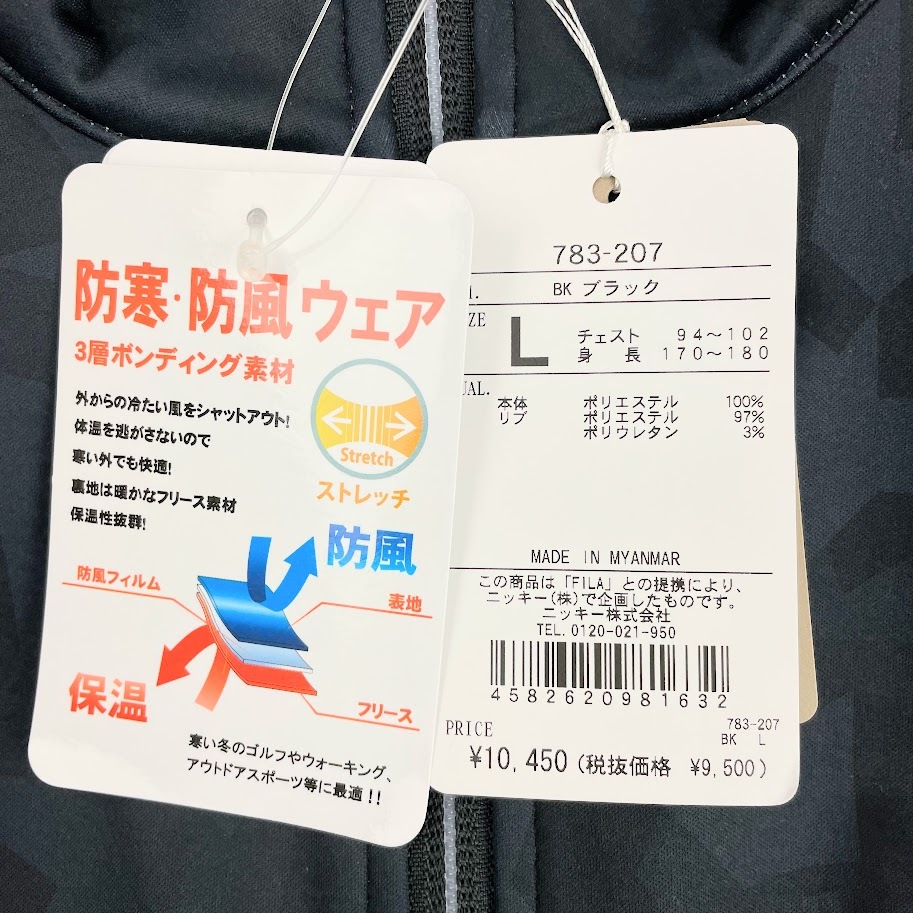 防寒・防風ウェア
3層ボンディング素材
外からの冷たい風をシャットアウト!
体温を逃がさないので
寒い外でも快適!
裏地は暖かなフリース素材
保温性抜群!
Stretch
ストレッチ
防風
防風フィルム
表地
保温
フリース
寒い冬のゴルフやウォーキング、
アウトドアスポーツ等に最適!!
783-207
BK ブラック
L
チェスト 94〜102
身長 170〜180
本体 ポリエステル 100%
リブ ポリエステル 97%
ポリウレタン 3%
MADE IN MYANMAR
この商品は「FILA」との提携により、
ニッキー(株)で企画したものです。
ニッキー株式会社
TEL. 0120-021-950
4582620981632
783-207
PRICE BK L
¥10,450 (税抜価格 ¥9,500)